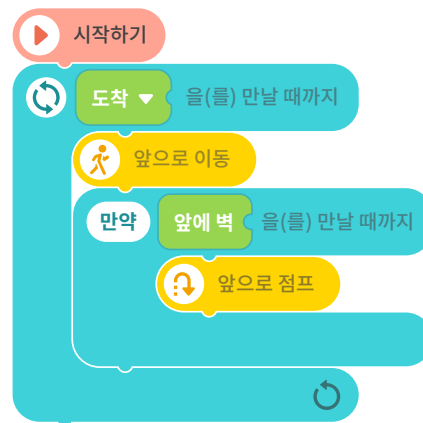 시작하기
도착 을(를) 만날 때까지
앞으로 이동
만약 앞에 벽 을(를) 만날 때까지
앞으로 점프